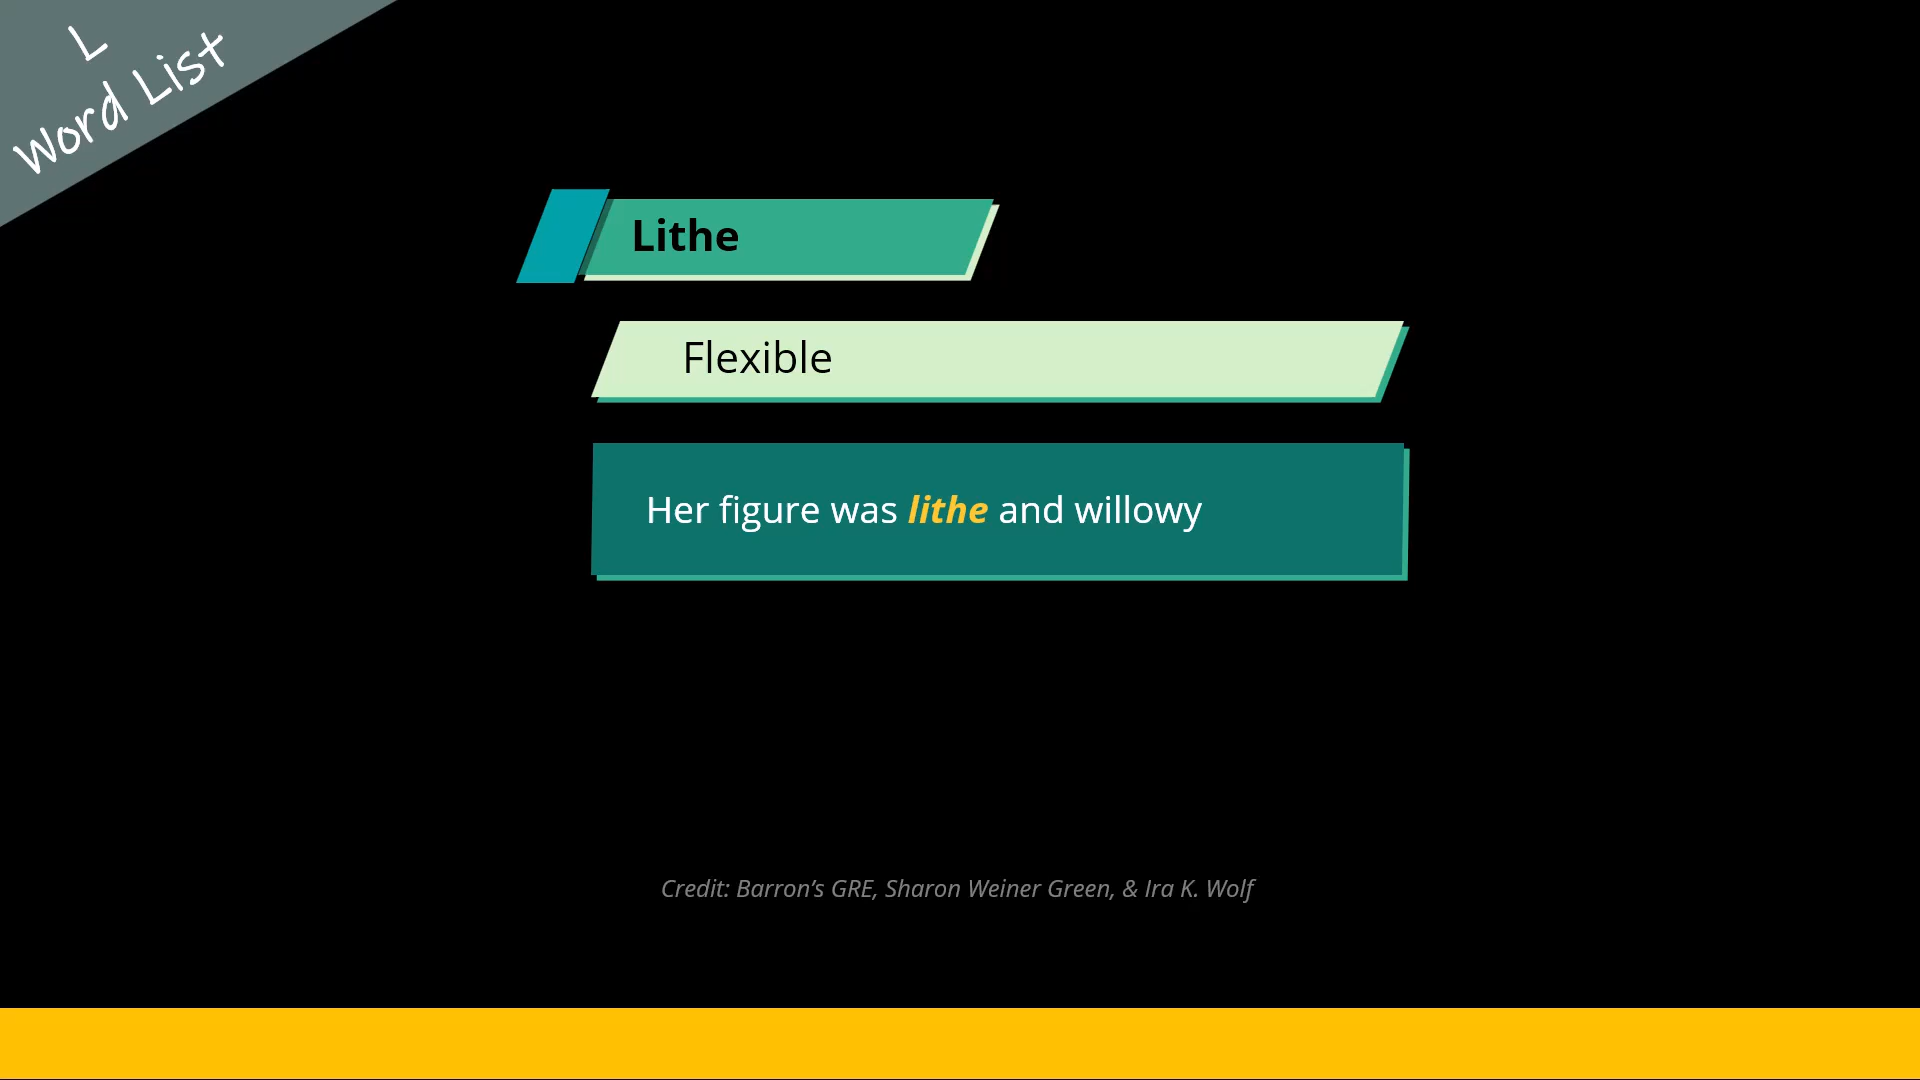 L
Word List
Lithe
Flexible
Her figure was lithe and willowy
Credit: Barron’s GRE, Sharon Weiner Green, & Ira K. Wolf